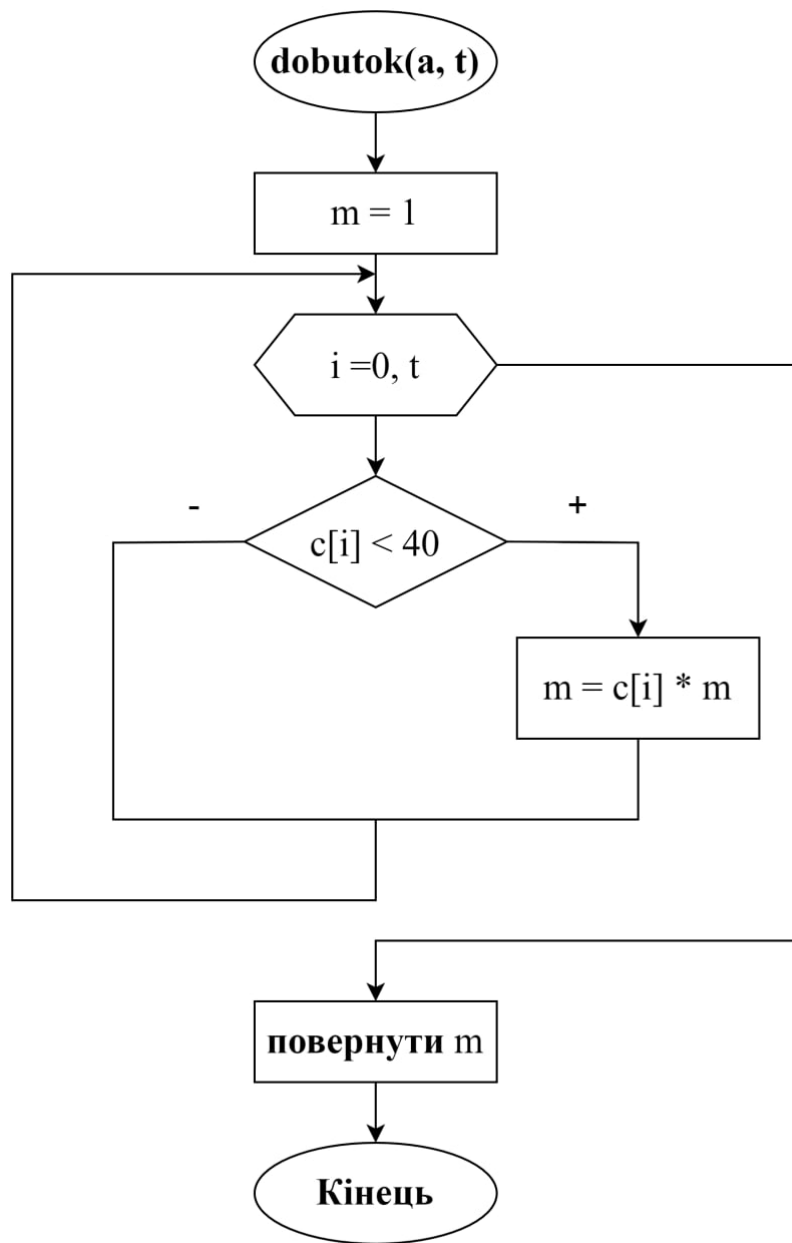 dobutok(a, t)
m = 1
i =0, t
-
+
c[i] < 40
m = c[i] * m
повернути m
Кінець